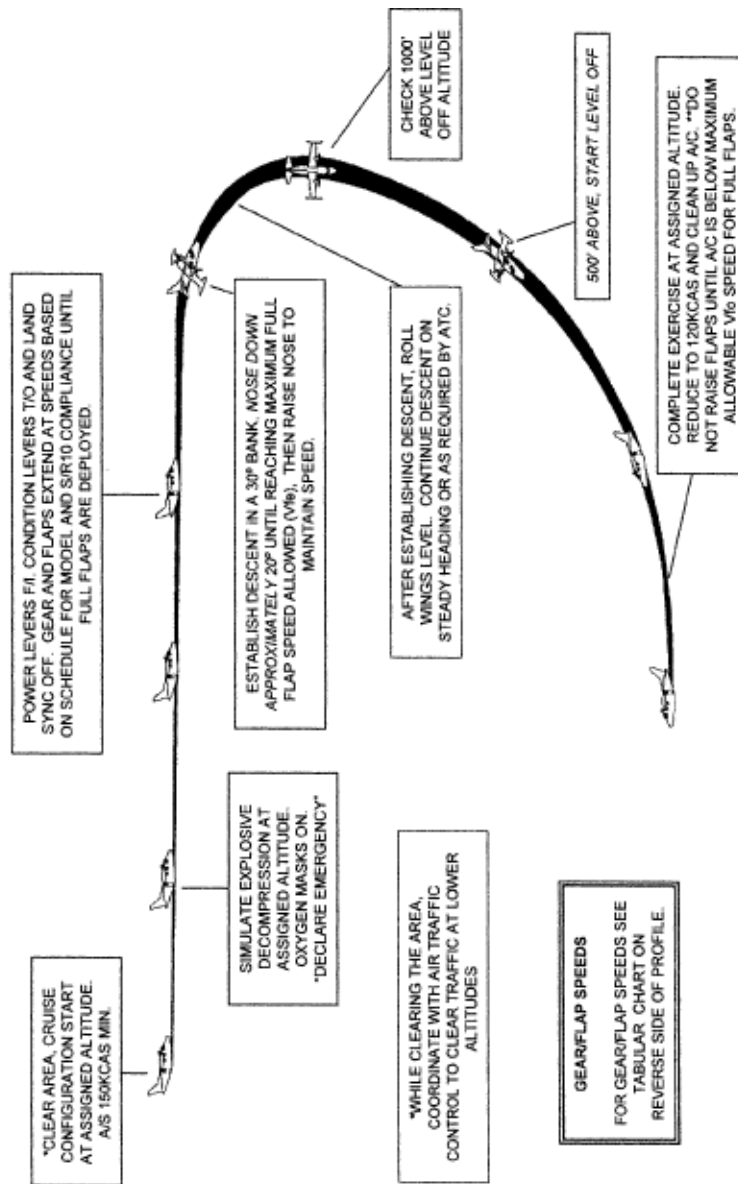 *CLEAR AREA, CRUISE
CONFIGURATION START
AT ASSIGNED ALTITUDE.
A/S 150KCAS MIN.
SIMULATE EXPLOSIVE
DECOMPRESSION AT
ASSIGNED ALTITUDE.
OXYGEN MASKS ON.
"DECLARE EMERGENCY"
POWER LEVERS F/I. CONDITION LEVERS T/O AND LAND
SYNC OFF. GEAR AND FLAPS EXTEND AT SPEEDS BASED
ON SCHEDULE FOR MODEL AND S/R10 COMPLIANCE UNTIL
FULL FLAPS ARE DEPLOYED.
ESTABLISH DESCENT IN A 30° BANK, NOSE DOWN
APPROXIMATELY 20° UNTIL REACHING MAXIMUM FULL
FLAP SPEED ALLOWED (Vfe), THEN RAISE NOSE TO
MAINTAIN SPEED.
CHECK 1000'
ABOVE LEVEL
OFF ALTITUDE
AFTER ESTABLISHING DESCENT, ROLL
WINGS LEVEL. CONTINUE DESCENT ON
STEADY HEADING OR AS REQUIRED BY ATC.
500' ABOVE, START LEVEL OFF
COMPLETE EXERCISE AT ASSIGNED ALTITUDE.
REDUCE TO 120KCAS AND CLEAN UP A/C. **DO
NOT RAISE FLAPS UNTIL A/C IS BELOW MAXIMUM
ALLOWABLE Vfo SPEED FOR FULL FLAPS.
*WHILE CLEARING THE AREA,
COORDINATE WITH AIR TRAFFIC
CONTROL TO CLEAR TRAFFIC AT LOWER
ALTITUDES
GEAR/FLAP SPEEDS
FOR GEAR/FLAP SPEEDS SEE
TABULAR CHART ON
REVERSE SIDE OF PROFILE.